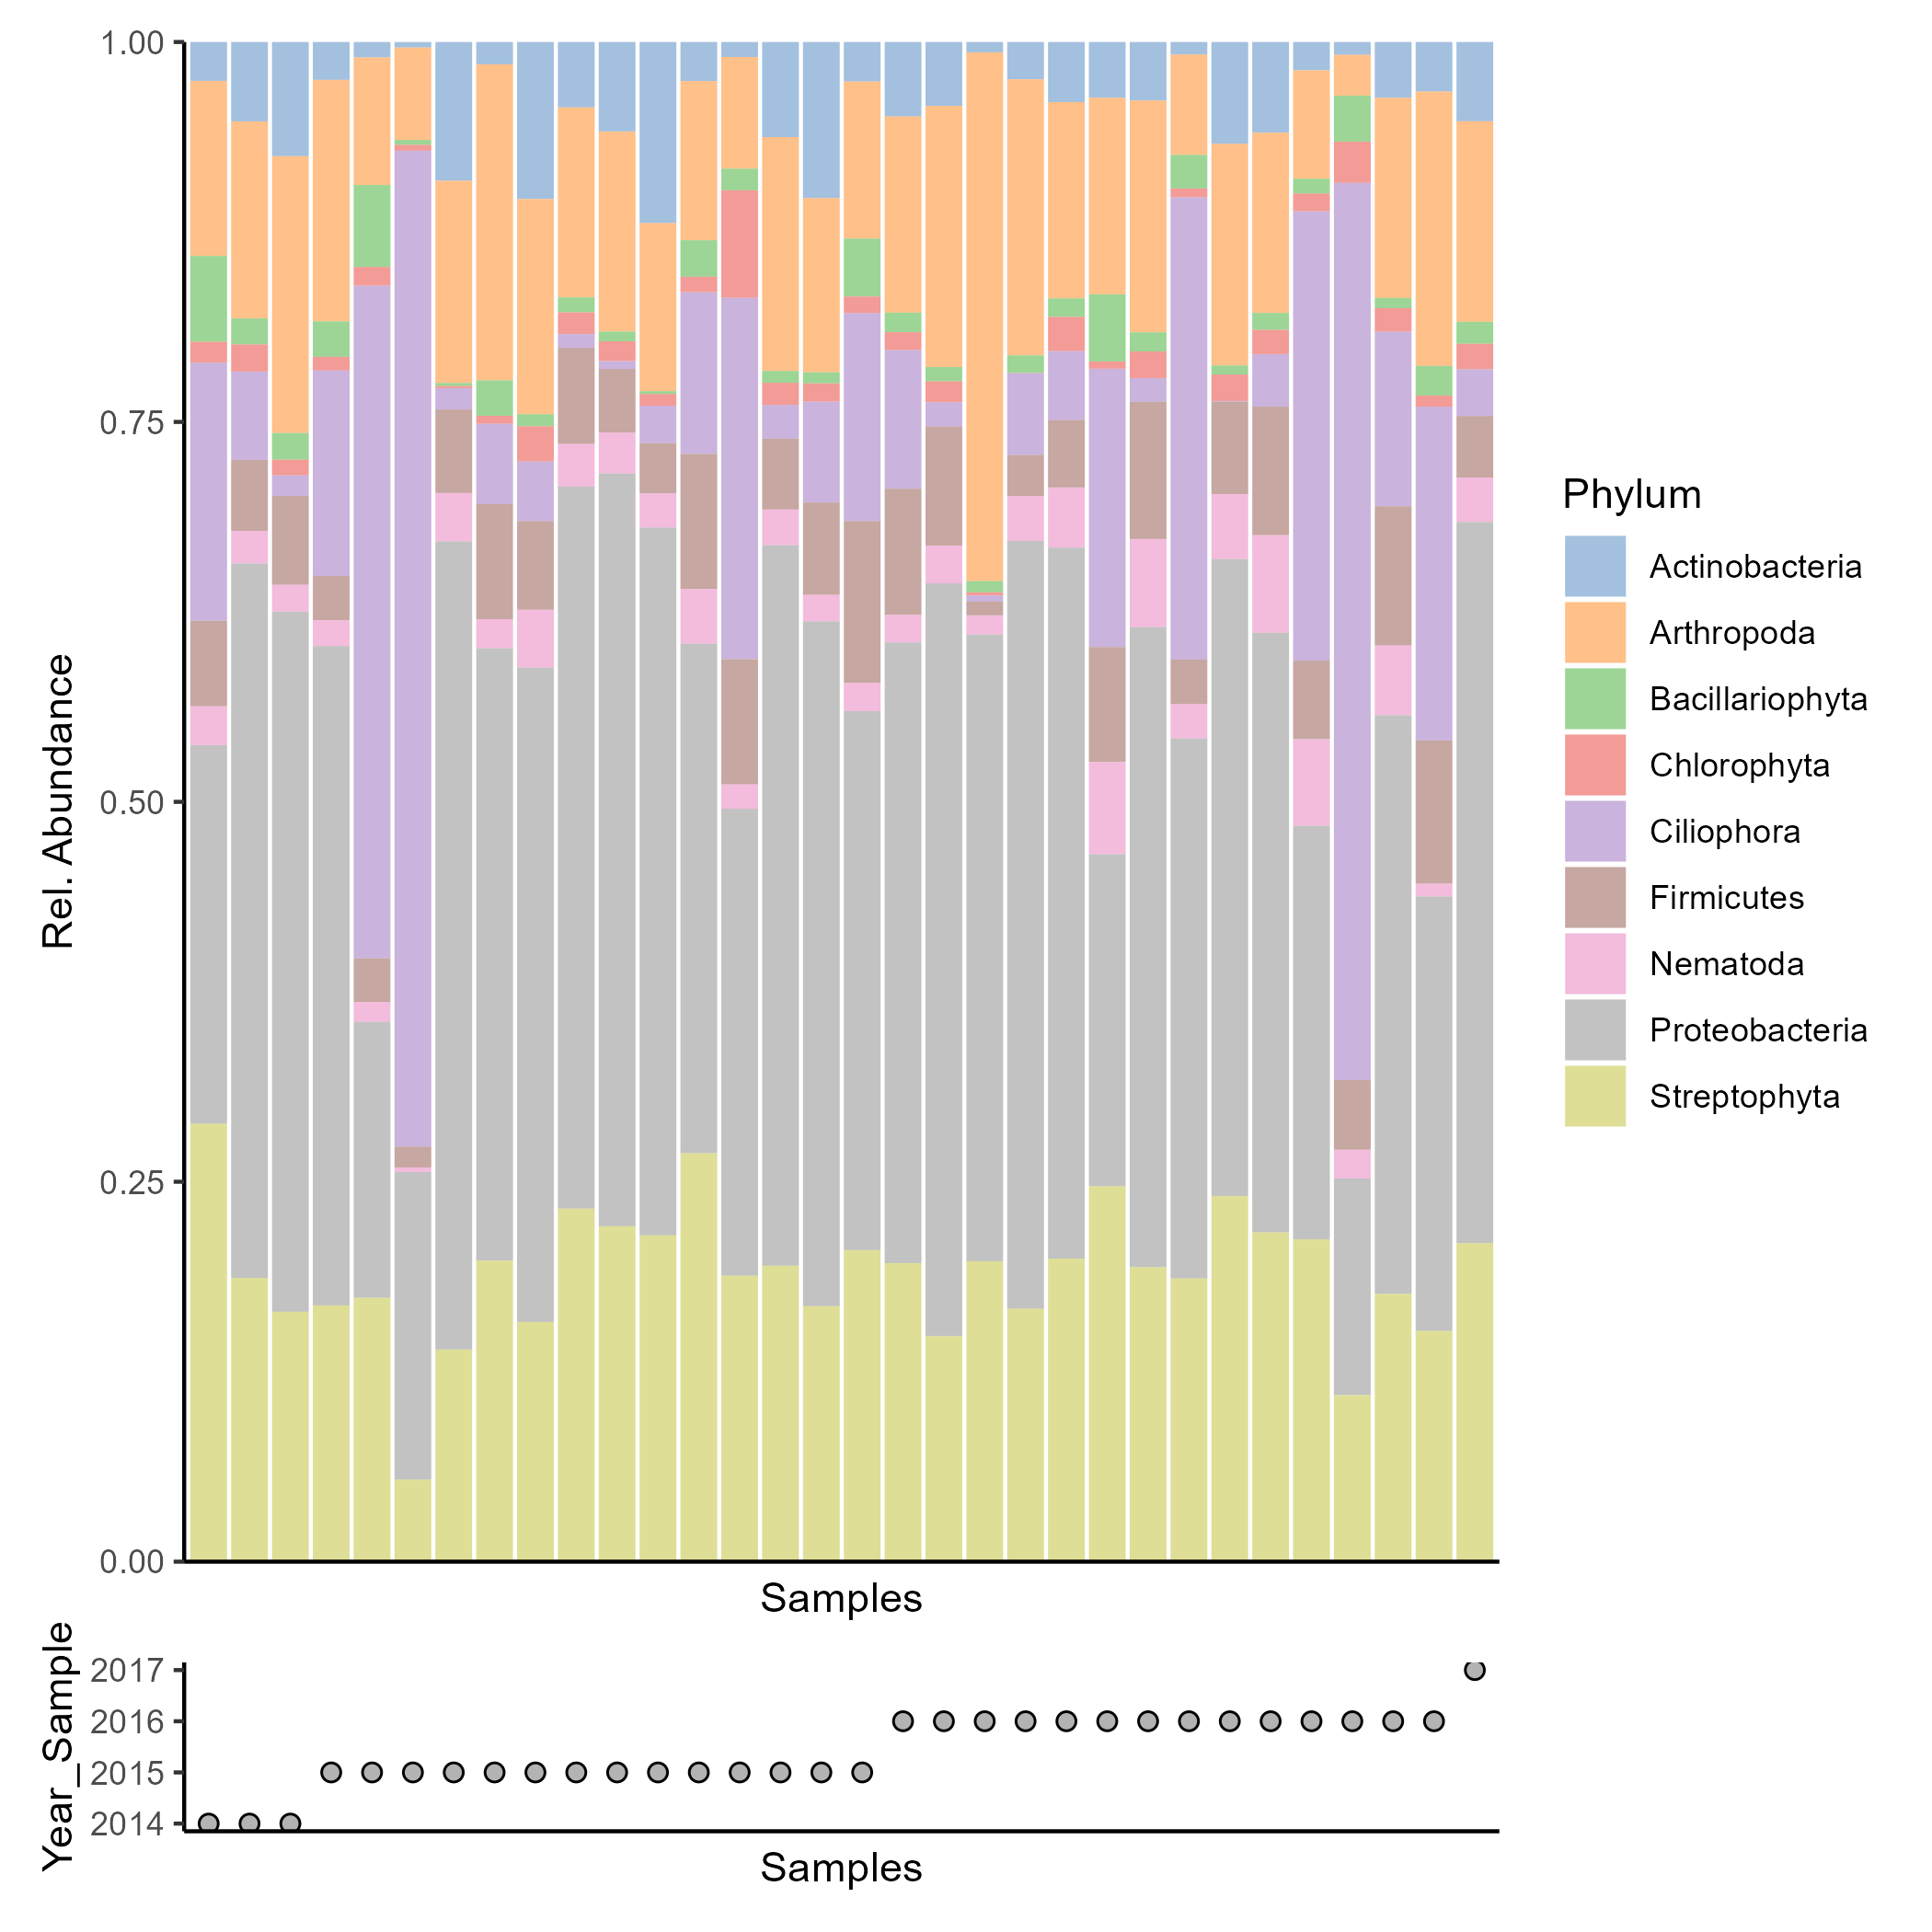 1.00
0.75
0.50
0.25
0.00
Rel. Abundance
Samples
Phylum
Actinobacteria
Arthropoda
Bacillariophyta
Chlorophyta
Ciliophora
Firmicutes
Nematoda
Proteobacteria
Streptophyta
Year_Sample
2017
2016
2015
2014
Samples